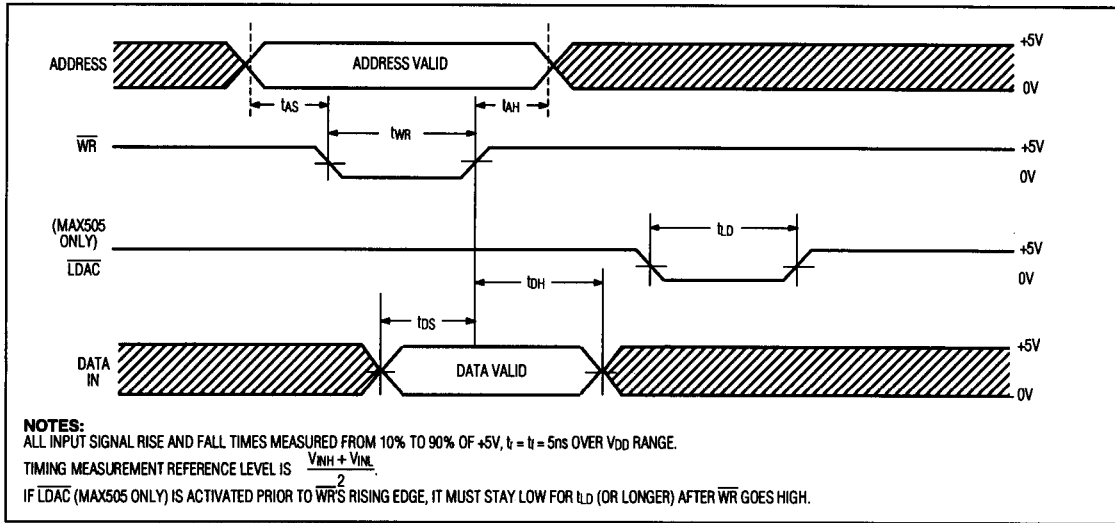 ADDRESS
ADDRESS VALID
+5V
0V
tAS
tAH
tWR
WR
+5V
0V
(MAX505
ONLY)
LDAC
tLD
+5V
0V
tDH
tDS
DATA
IN
DATA VALID
+5V
0V
NOTES:
ALL INPUT SIGNAL RISE AND FALL TIMES MEASURED FROM 10% TO 90% OF +5V, tr = tf = 5ns OVER VDD RANGE.
TIMING MEASUREMENT REFERENCE LEVEL IS VINH + VINL / 2.
IF LDAC (MAX505 ONLY) IS ACTIVATED PRIOR TO WR'S RISING EDGE, IT MUST STAY LOW FOR tLD (OR LONGER) AFTER WR GOES HIGH.